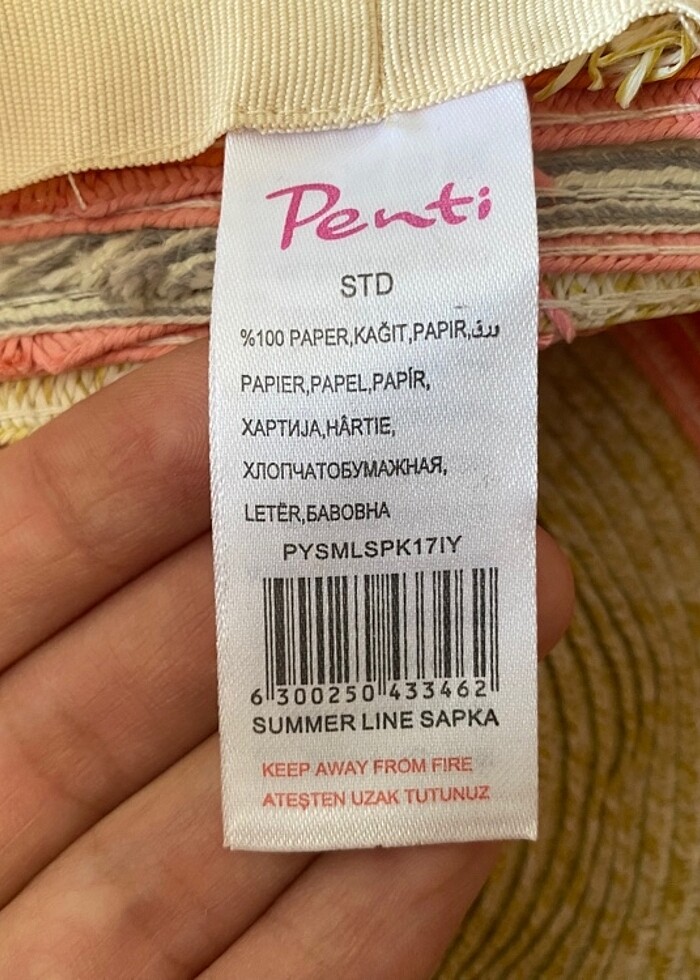 Penti
STD
%100 PAPER,KAĞIT,PAPIR,ورق
PAPIER,PAPEL,PAPÍR,
ХАРТИЈА,HÂRTIE,
ХЛОПЧАТОБУМАЖНАЯ,
LETËR,БАВОВНА
PYSMLSPK17IY
6 300250 433462
SUMMER LINE SAPKA
KEEP AWAY FROM FIRE
ATEŞTEN UZAK TUTUNUZ